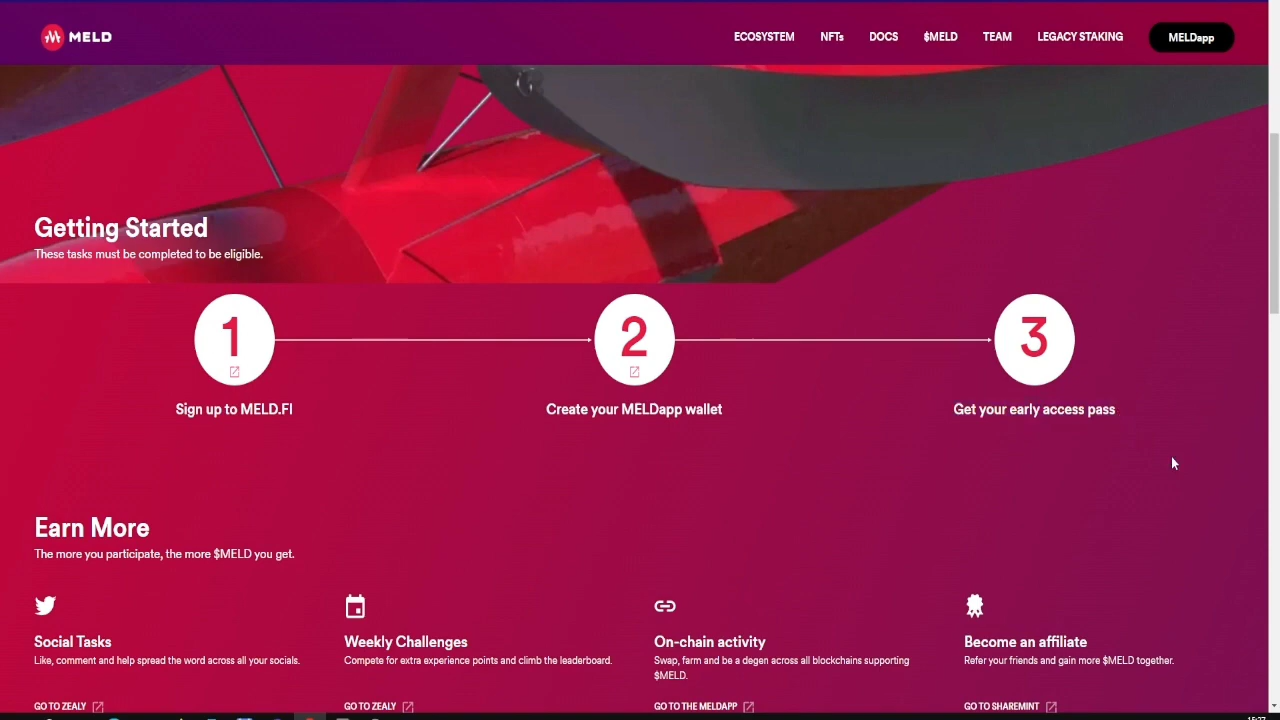 MELD
ECOSYSTEM NFTs DOCS $MELD TEAM LEGACY STAKING MELDapp
Getting Started
These tasks must be completed to be eligible.
1 2 3
Sign up to MELD.FI Create your MELDapp wallet Get your early access pass
Earn More
The more you participate, the more $MELD you get.
Social Tasks Weekly Challenges On-chain activity Become an affiliate
Like, comment and help spread the word across all your socials. Compete for extra experience points and climb the leaderboard. Swap, farm and be a degen across all blockchains supporting Refer your friends and gain more $MELD together.
$MELD.
GO TO ZEALY GO TO ZEALY GO TO THE MELDAPP GO TO SHAREMINT